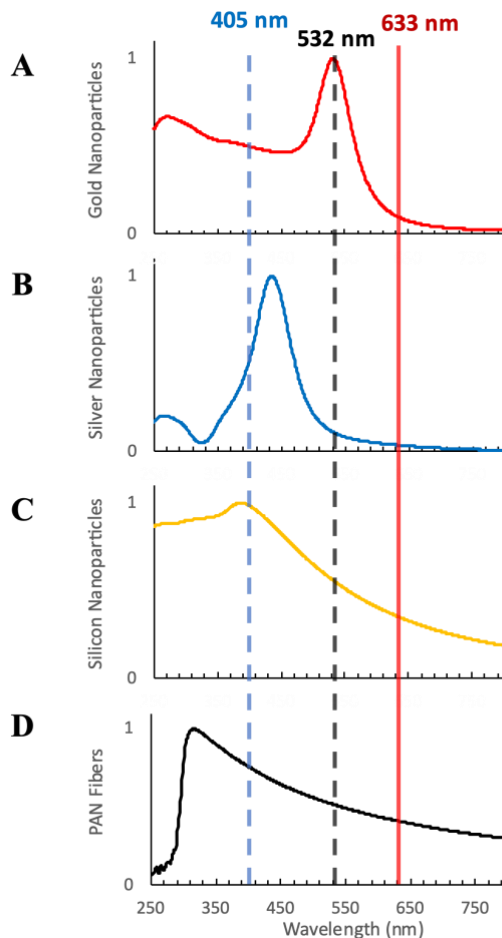 405 nm
532 nm
633 nm
A
1
0
Gold Nanoparticles
B
1
0
Silver Nanoparticles
C
1
0
Silicon Nanoparticles
D
1
0
PAN Fibers
250 350 450 550 650 750
Wavelength (nm)